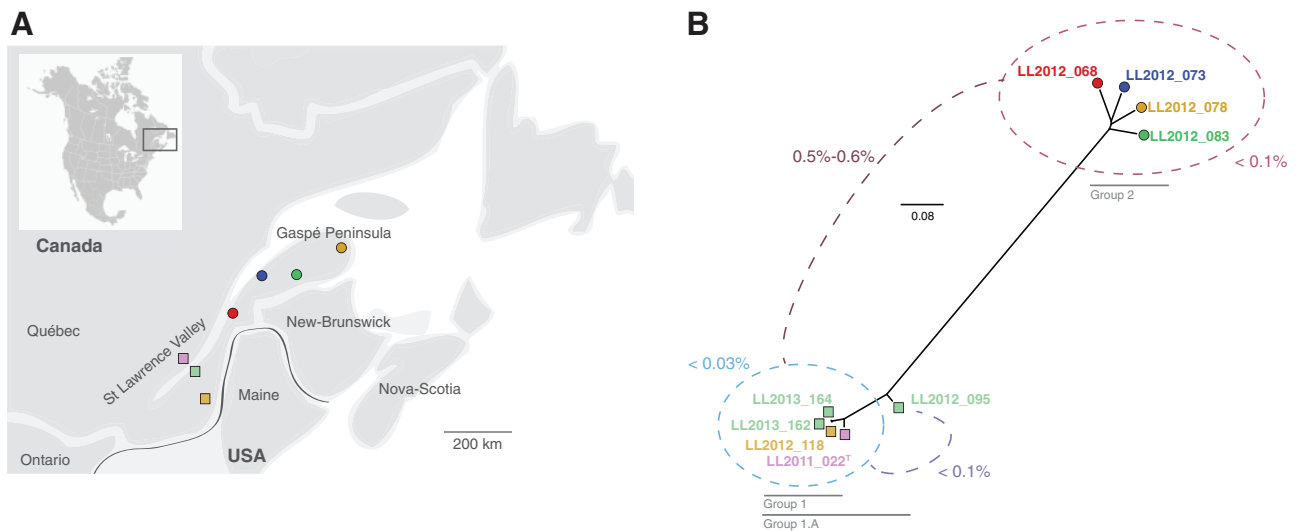 A
Canada
Gaspé Peninsula
Québec
St Lawrence Valley
New-Brunswick
Maine
Nova-Scotia
Ontario
USA
200 km
B
LL2012_068
LL2012_073
LL2012_078
LL2012_083
0.5%-0.6%
< 0.1%
Group 2
0.08
< 0.03%
LL2013_164
LL2012_095
LL2013_162
LL2012_118
LL2011_022ᵀ
< 0.1%
Group 1
Group 1.A